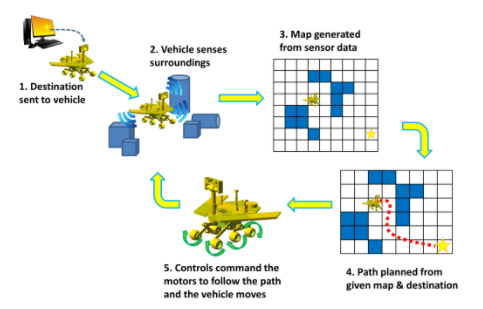 1. Destination
sent to vehicle
2. Vehicle senses
surroundings
3. Map generated
from sensor data
4. Path planned from
given map & destination
5. Controls command the
motors to follow the path
and the vehicle moves